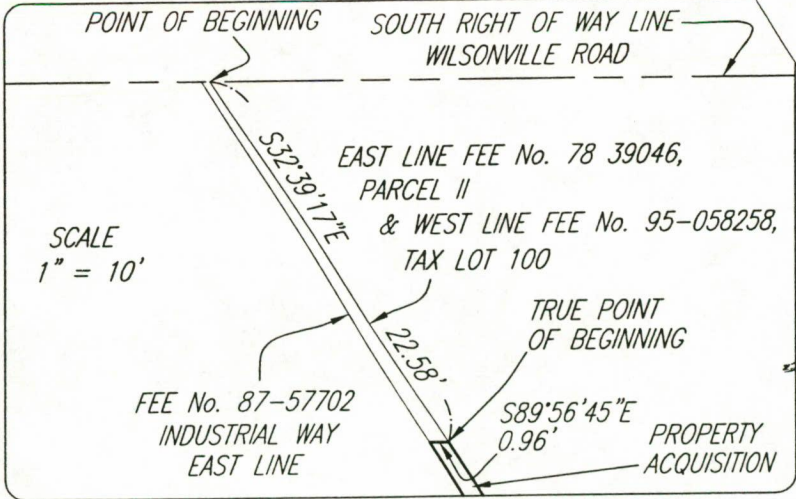 POINT OF BEGINNING
SOUTH RIGHT OF WAY LINE
WILSONVILLE ROAD
S32°39'17"E
EAST LINE FEE No. 78 39046,
PARCEL II
& WEST LINE FEE No. 95-058258,
TAX LOT 100
SCALE
1" = 10'
TRUE POINT
OF BEGINNING
22.58'
FEE No. 87-57702
INDUSTRIAL WAY
EAST LINE
S89°56'45"E
0.96'
PROPERTY
ACQUISITION